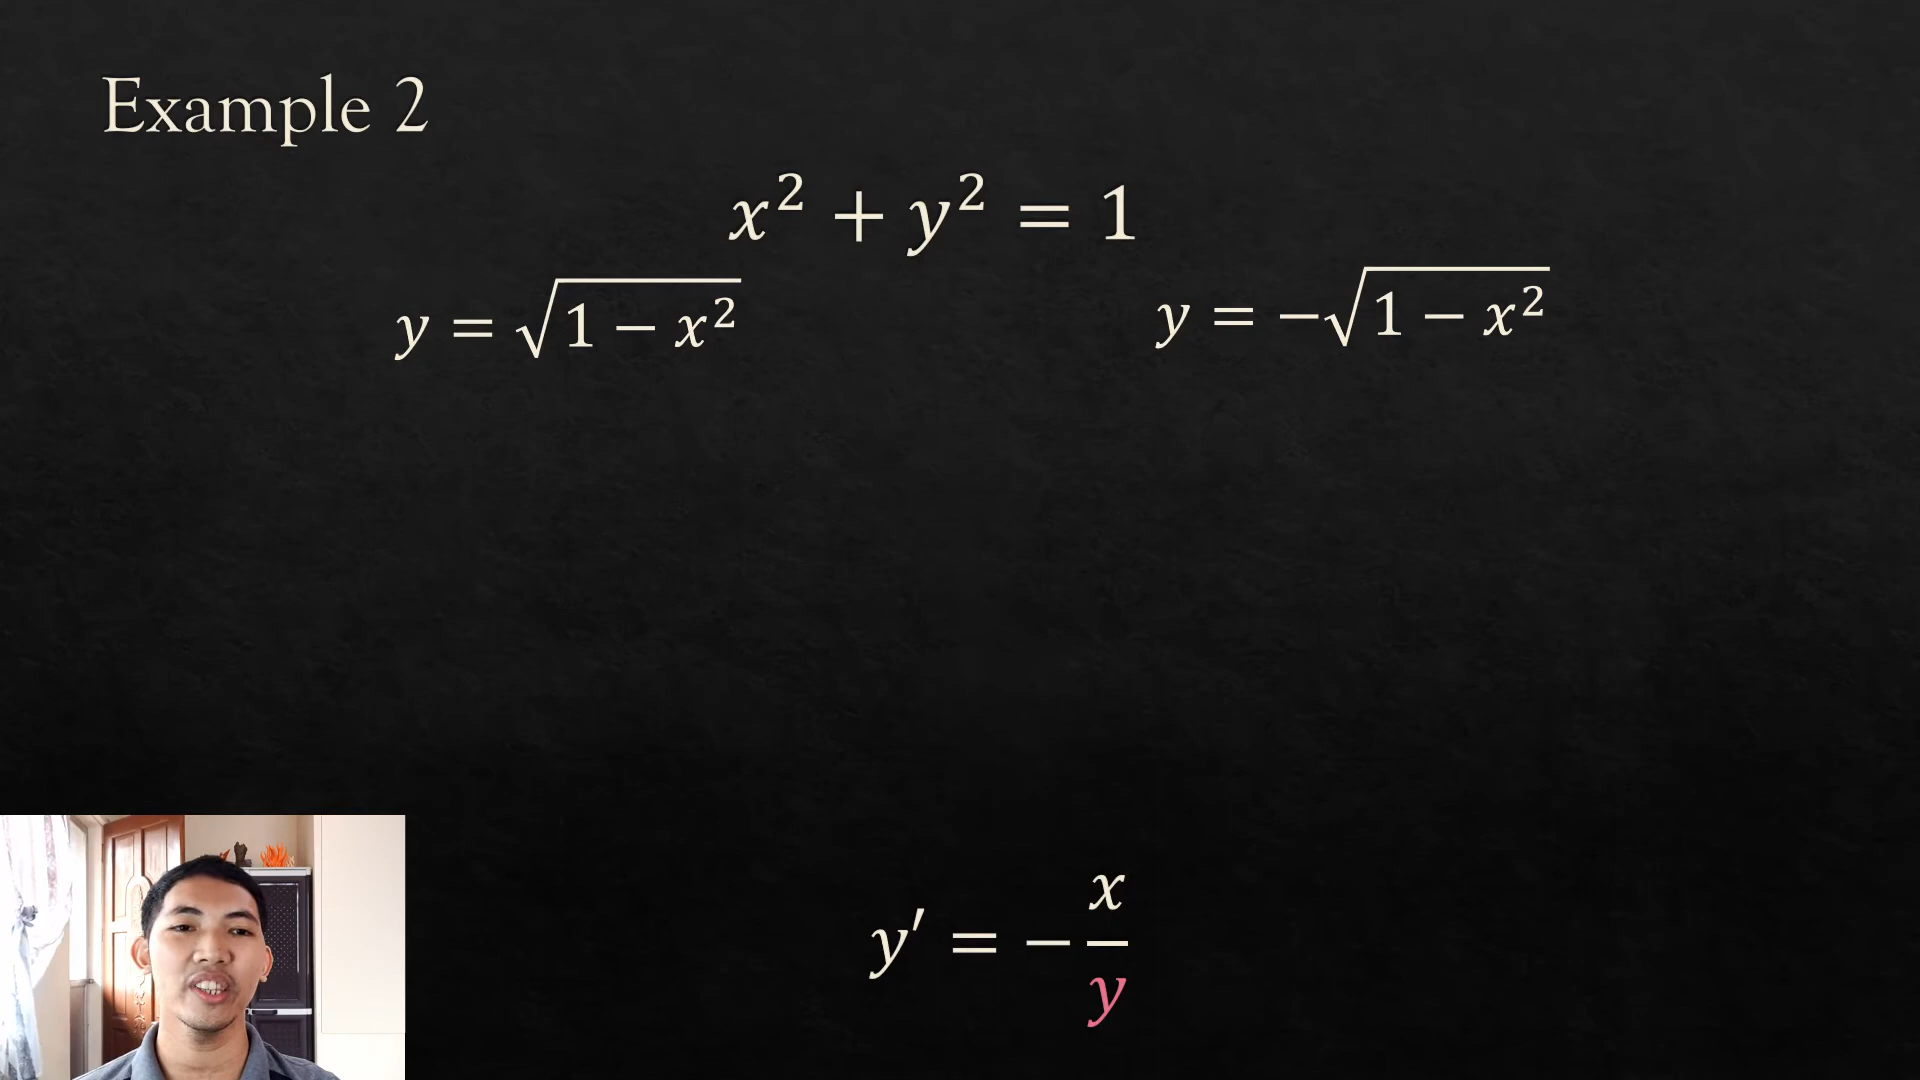 Example 2
x² + y² = 1
y = √(1 − x²)
y = −√(1 − x²)
y′ = −x/y